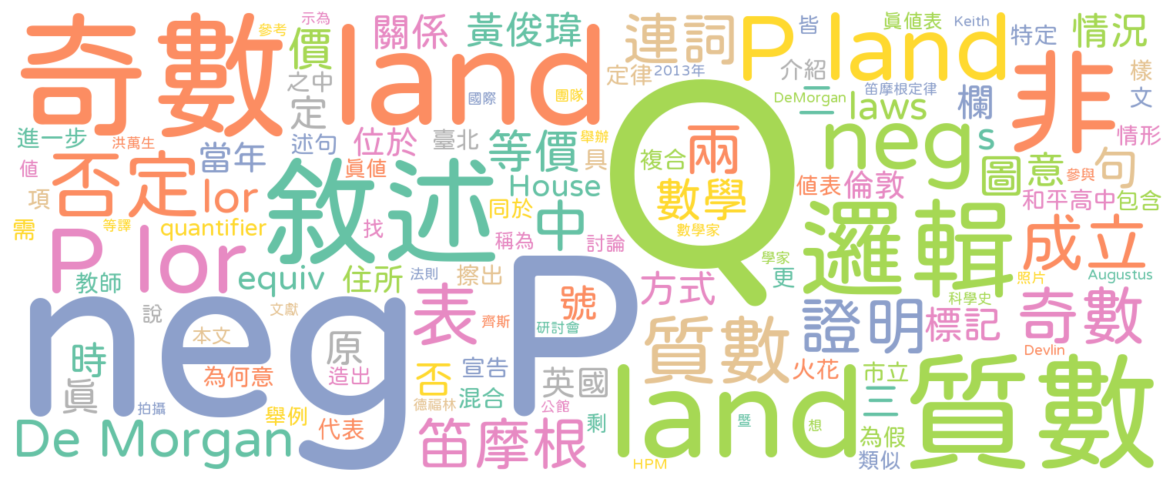 奇數
land
敘述
neg P
Q
P land
land
質數
非
邏輯
neg
P lor
lor
否定
De Morgan
笛摩根
證明
成立
奇數
質數
表
兩
數學
中
等價
連詞
關係
黃俊瑋
價
情況
二
laws
s
欄
圖意
句
標記
三
方式
號
英國
住所
equiv
House
quantifier
同於
稱為
討論
找
擦出
教師
法則
說
時
眞
為何意
原
造出
否
宣告
混合
齊斯
研討會
德福林
公館
剩
舉例
代表
拍攝
本文
文獻
等譯
需
項
值
洪萬生
進一步
當年
述句
位於
臺北
定
之中
參考
示為
國際
團隊
眞値
舉辦
具
複合
定律
2013年
介紹
皆
眞値表
Keith
特定
樣
文
情形
DeMorgan
笛摩根定律
値表
倫敦
參與
和平高中
包含
數學家
學家
更
科學史
照片
Augustus
Devlin
火花
市立
為假
類似
暨
想
HPM